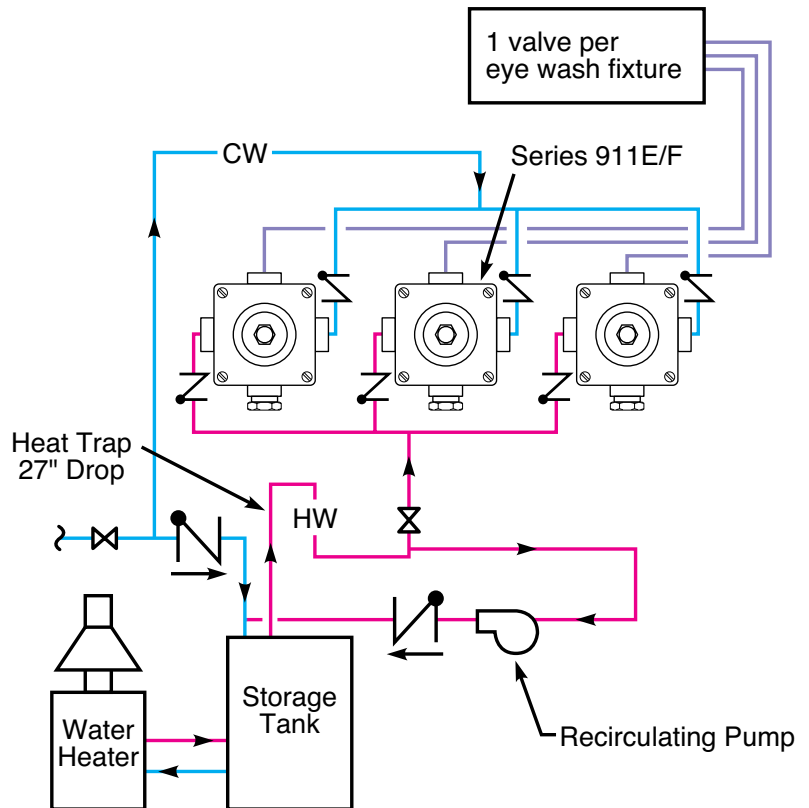 1 valve per
eye wash fixture
CW
Series 911E/F
Heat Trap
27" Drop
HW
Storage
Tank
Water
Heater
Recirculating Pump